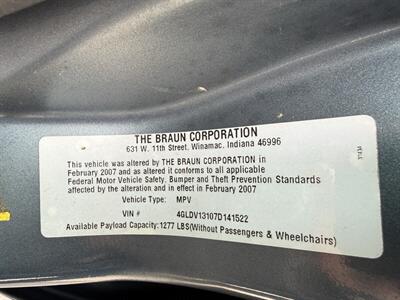 THE BRAUN CORPORATION
631 W. 11th Street, Winamac, Indiana 46996
This vehicle was altered by THE BRAUN CORPORATION in
February 2007 and as altered it conforms to all applicable
Federal Motor Vehicle Safety, Bumper and Theft Prevention Standards
affected by the alteration and in effect in February 2007
Vehicle Type: MPV
VIN # 4GLDV13107D141522
Available Payload Capacity:1277 LBS(Without Passengers & Wheelchairs)